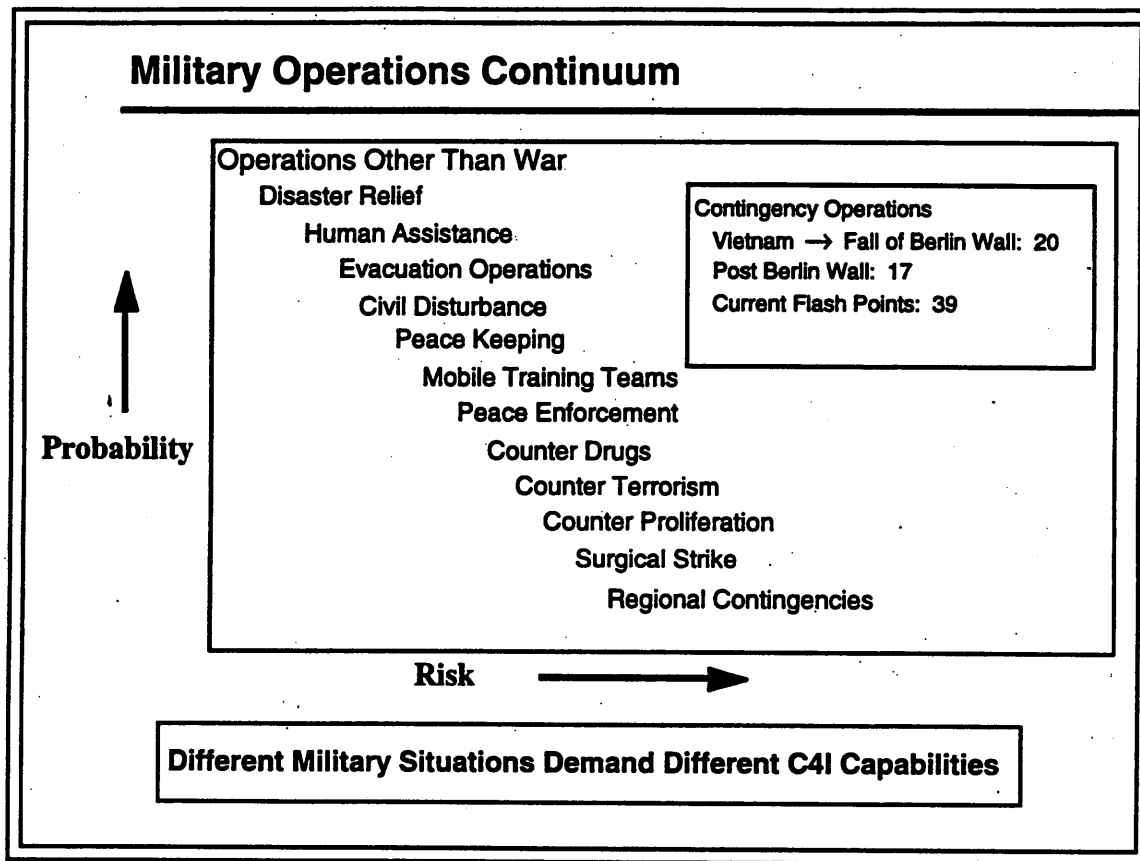 Military Operations Continuum
Operations Other Than War
Disaster Relief
Human Assistance
Evacuation Operations
Civil Disturbance
Peace Keeping
Mobile Training Teams
Peace Enforcement
Counter Drugs
Counter Terrorism
Counter Proliferation
Surgical Strike
Regional Contingencies
Contingency Operations
Vietnam → Fall of Berlin Wall: 20
Post Berlin Wall: 17
Current Flash Points: 39
Probability
Risk
Different Military Situations Demand Different C4I Capabilities